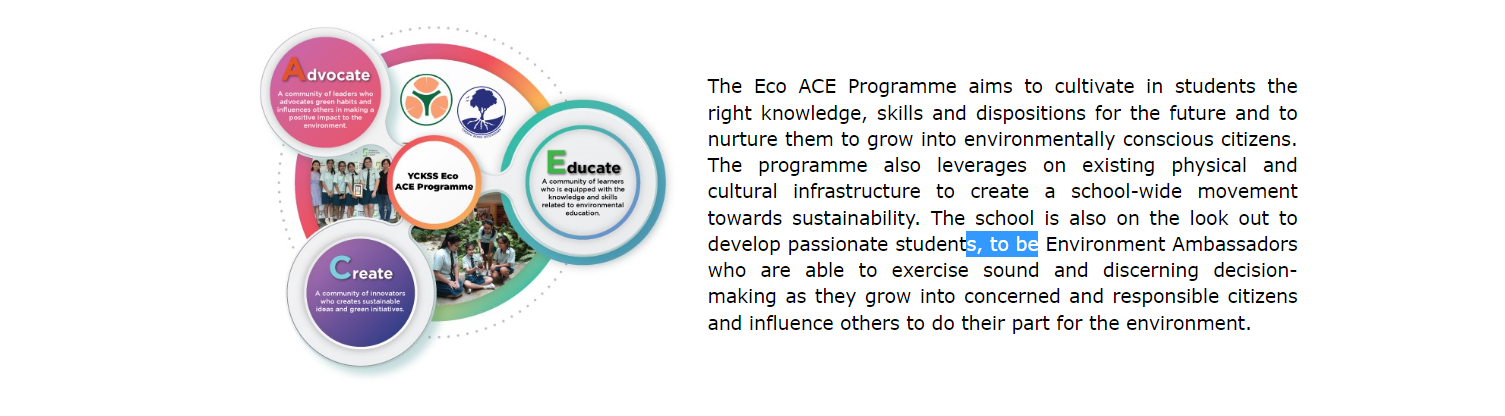 Advocate
A community of leaders who
advocates green habits and
influences others in making a
positive impact to the
environment.
YCKSS Eco
ACE Programme
Educate
A community of learners
who is equipped with the
knowledge and skills
related to environmental
education.
Create
A community of innovators
who creates sustainable
ideas and green initiatives.
The Eco ACE Programme aims to cultivate in students the
right knowledge, skills and dispositions for the future and to
nurture them to grow into environmentally conscious citizens.
The programme also leverages on existing physical and
cultural infrastructure to create a school-wide movement
towards sustainability. The school is also on the look out to
develop passionate students, to be Environment Ambassadors
who are able to exercise sound and discerning decision-
making as they grow into concerned and responsible citizens
and influence others to do their part for the environment.